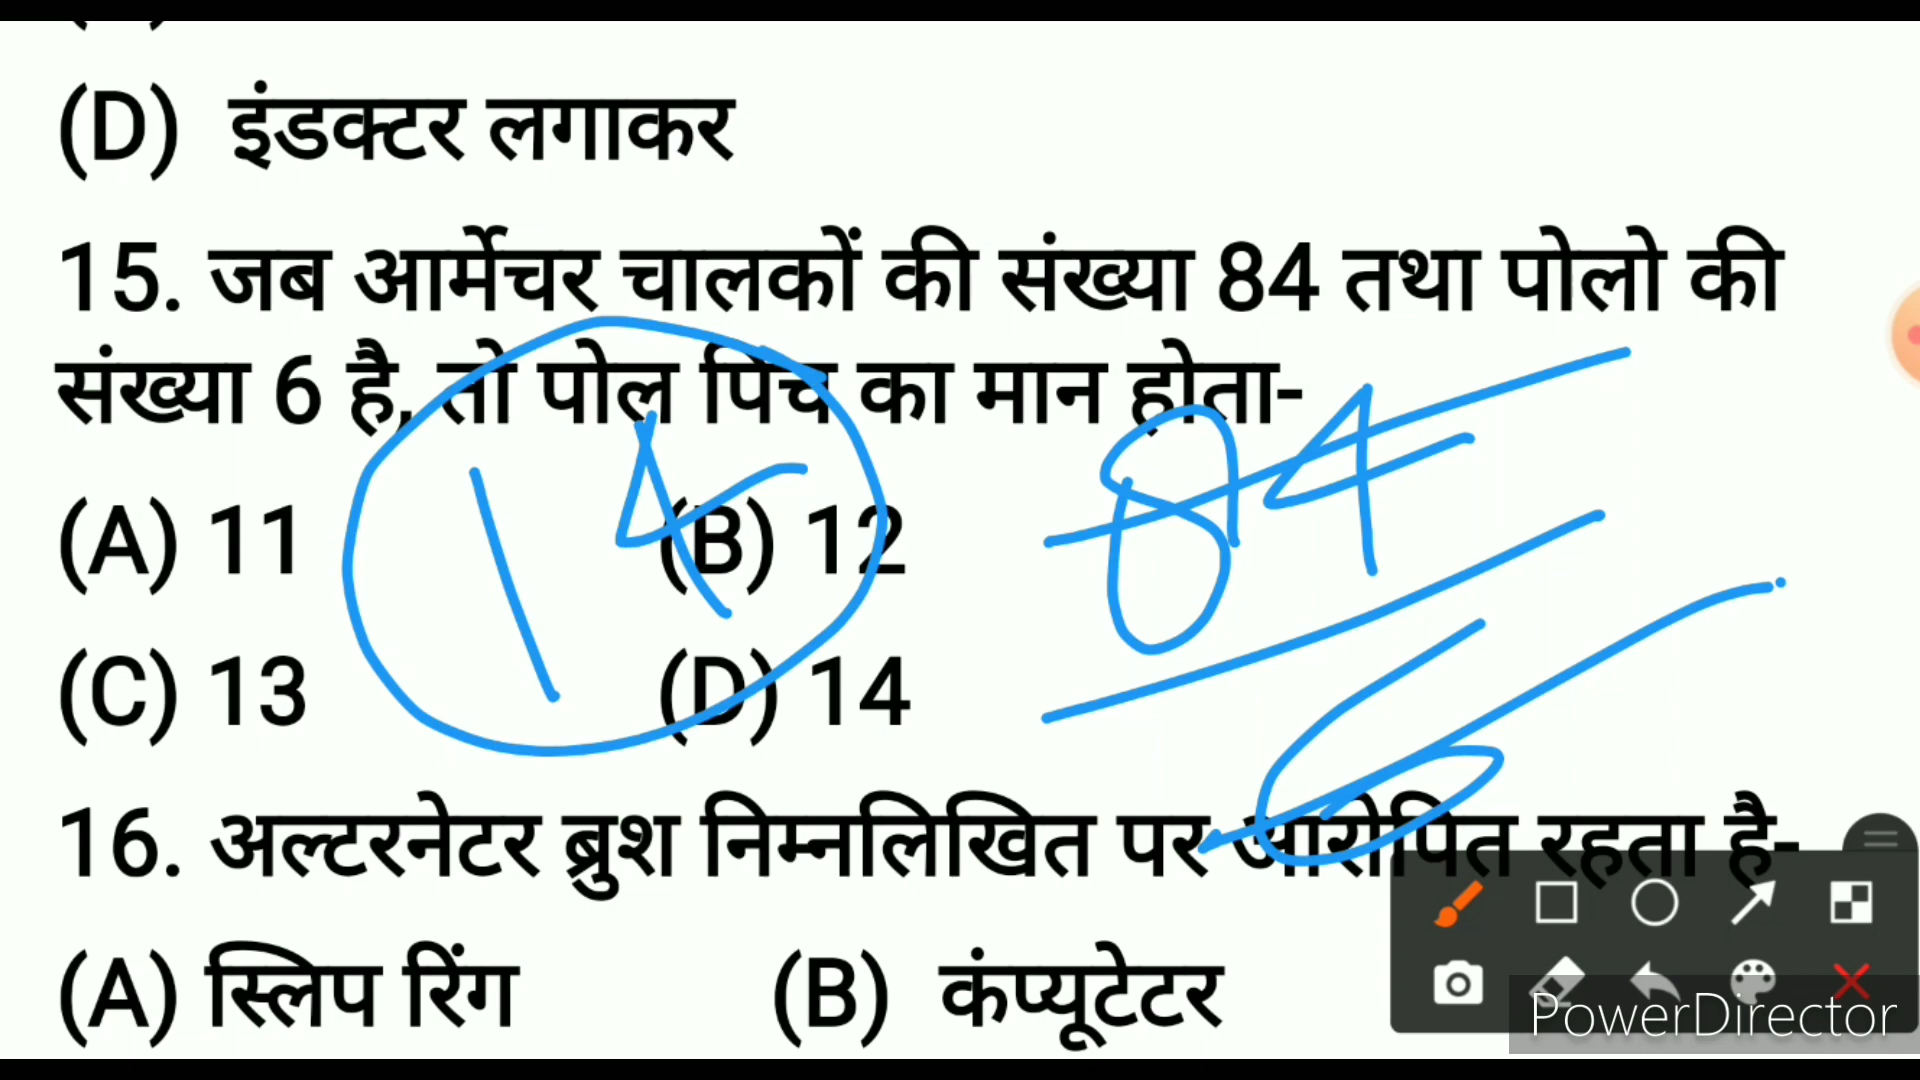 (D) इंडक्टर लगाकर
15. जब आर्मेचर चालकों की संख्या 84 तथा पोलो की
संख्या 6 है, तो पोल पिच का मान होता-
84
14
(A) 11 (B) 12
(C) 13 (D) 14
6
16. अल्टरनेटर ब्रुश निम्नलिखित पर आरोपित रहता है-
(A) स्लिप रिंग (B) कंप्यूटेटर
PowerDirector